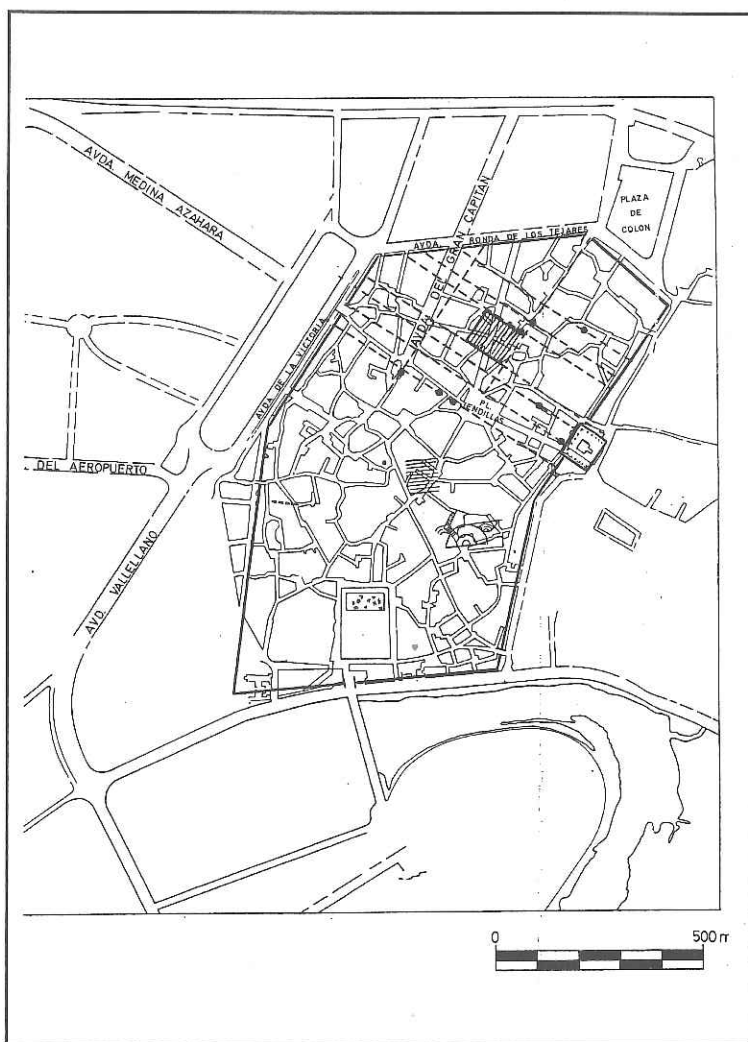 AVDA. MEDINA AZAHARA
PLAZA
DE
COLON
AVDA. RONDA DE LOS TEJARES
AVDA. DEL GRAN CAPITAN
AVDA DE LA VICTORIA
PL.
TENDILLAS
DEL AEROPUERTO
AVD. VALLELLANO
0
500 m